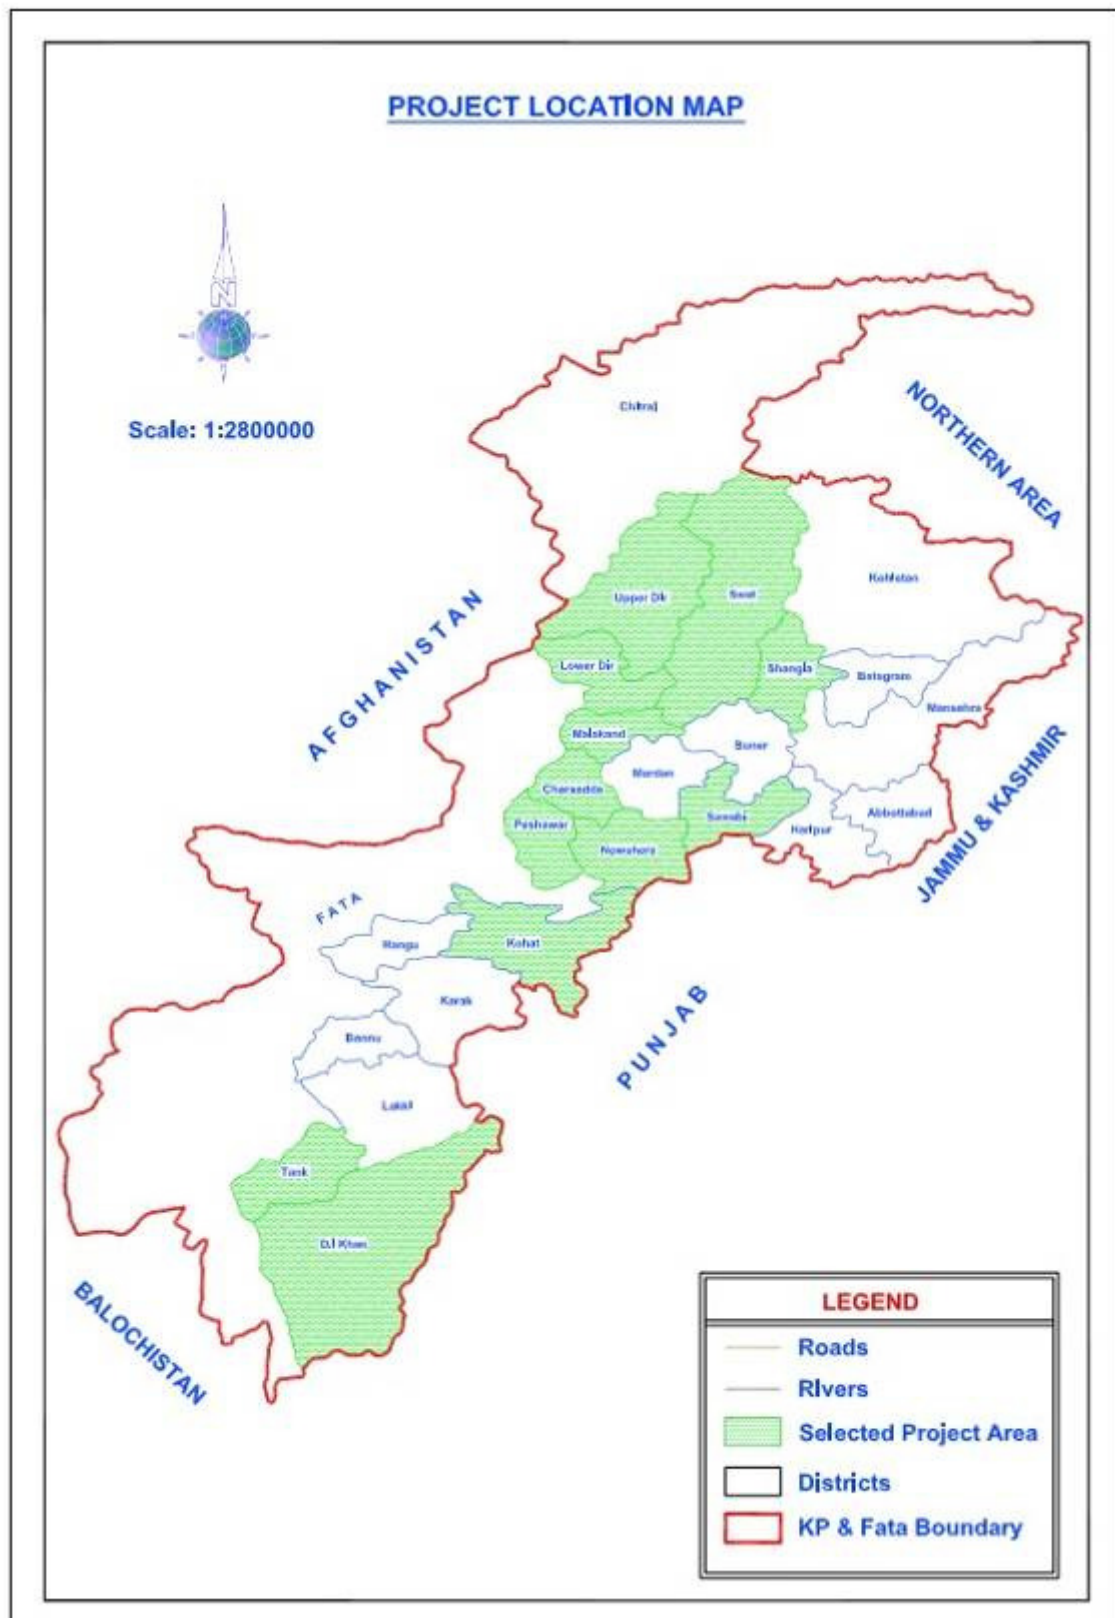 PROJECT LOCATION MAP
N
Scale: 1:2800000
Chitral
NORTHERN AREA
Kohistan
Upper Dir
Swat
AFGHANISTAN
Lower Dir
Shangla
Batagram
Mansehra
Malakand
Buner
Mardan
JAMMU & KASHMIR
Charsadda
Peshawar
Swabi
Abbottabad
Haripur
Nowshera
FATA
Hangu
Kohat
Karak
PUNJAB
Bannu
Lakki
Tank
D.I Khan
BALOCHISTAN
LEGEND
Roads
Rivers
Selected Project Area
Districts
KP & Fata Boundary